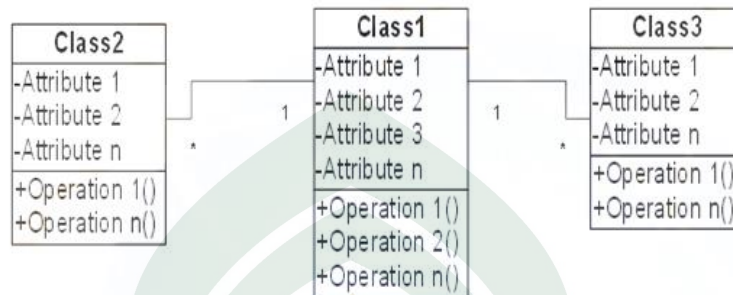 Class2
-Attribute 1
-Attribute 2
-Attribute n
+Operation 1()
+Operation n()
*
1
Class1
-Attribute 1
-Attribute 2
-Attribute 3
-Attribute n
+Operation 1()
+Operation 2()
+Operation n()
1
*
Class3
-Attribute 1
-Attribute 2
-Attribute n
+Operation 1()
+Operation n()